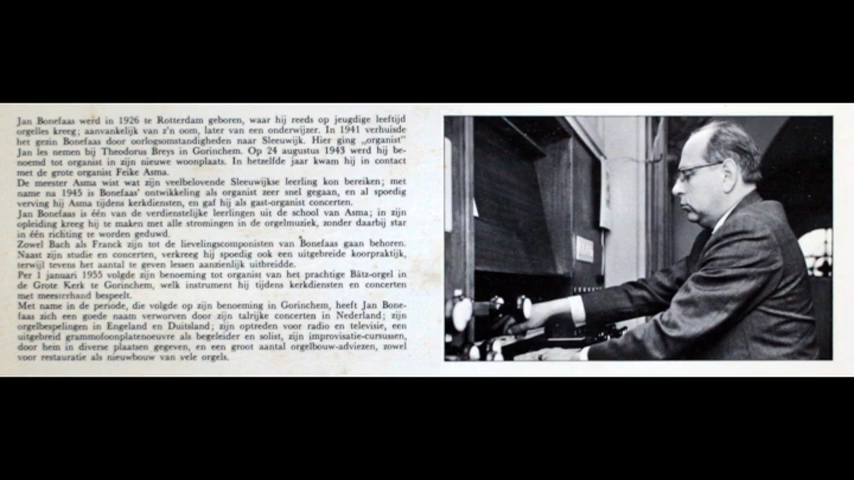 Jan Bonefaas werd in 1926 te Rotterdam geboren, waar hij reeds op jeugdige leeftijd
orgelles kreeg; aanvankelijk van z'n oom, later van een onderwijzer. In 1941 verhuisde
het gezin Bonefaas door oorlogsomstandigheden naar Sleeuwijk. Hier ging „organist"
Jan les nemen bij Theodorus Breys in Gorinchem. Op 24 augustus 1943 werd hij be-
noemd tot organist in zijn nieuwe woonplaats. In hetzelfde jaar kwam hij in contact
met de grote organist Feike Asma.
De meester Asma wist wat zijn veelbelovende Sleeuwijkse leerling kon bereiken; met
name na 1945 is Bonefaas' ontwikkeling als organist zeer snel gegaan, en al spoedig
verving hij Asma tijdens kerkdiensten, en gaf hij als gast-organist concerten.
Jan Bonefaas is één van de verdienstelijke leerlingen uit de school van Asma; in zijn
opleiding kreeg hij te maken met alle stromingen in de orgelmuziek, zonder daarbij star
in één richting te worden geduwd.
Zowel Bach als Franck zijn tot de lievelingscomponisten van Bonefaas gaan behoren.
Naast zijn studie en concerten, verkreeg hij spoedig ook een uitgebreide koorpraktijk,
terwijl tevens het aantal te geven lessen aanzienlijk uitbreidde.
Per 1 januari 1955 volgde zijn benoeming tot organist van het prachtige Bätz-orgel in
de Grote Kerk te Gorinchem, welk instrument hij tijdens kerkdiensten en concerten
met meesterhand bespeelt.
Met name in de periode, die volgde op zijn benoeming in Gorinchem, heeft Jan Bone-
faas zich een goede naam verworven door zijn talrijke concerten in Nederland; zijn
orgelbespelingen in Engeland en Duitsland; zijn optreden voor radio en televisie, een
uitgebreid grammofoonplatenoeuvre als begeleider en solist, zijn improvisatie-cursussen,
door hem in diverse plaatsen gegeven, en een groot aantal orgelbouw-adviezen, zowel
voor restauratie als nieuwbouw van vele orgels.